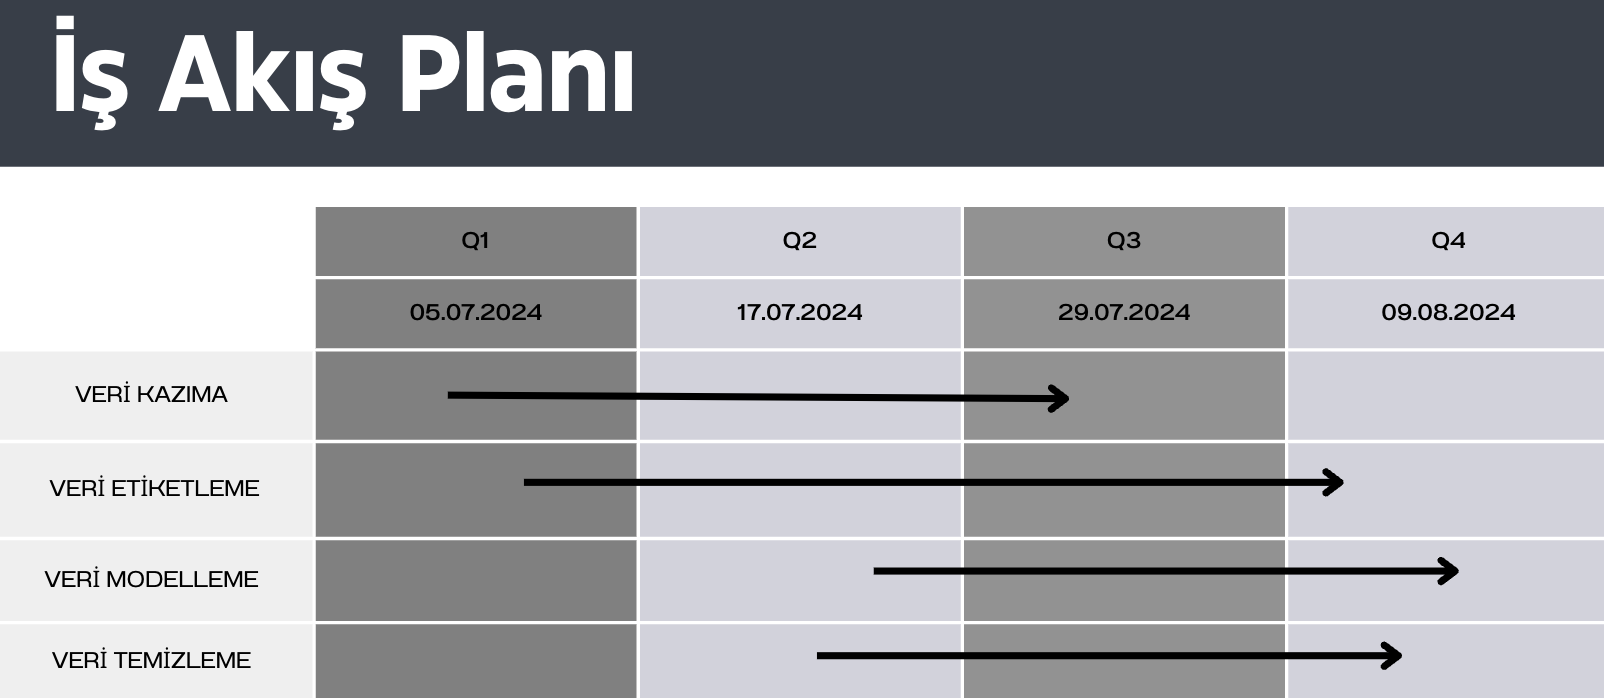 İş Akış Planı
Q1 Q2 Q3 Q4
05.07.2024 17.07.2024 29.07.2024 09.08.2024
VERİ KAZIMA
VERİ ETİKETLEME
VERİ MODELLEME
VERİ TEMİZLEME